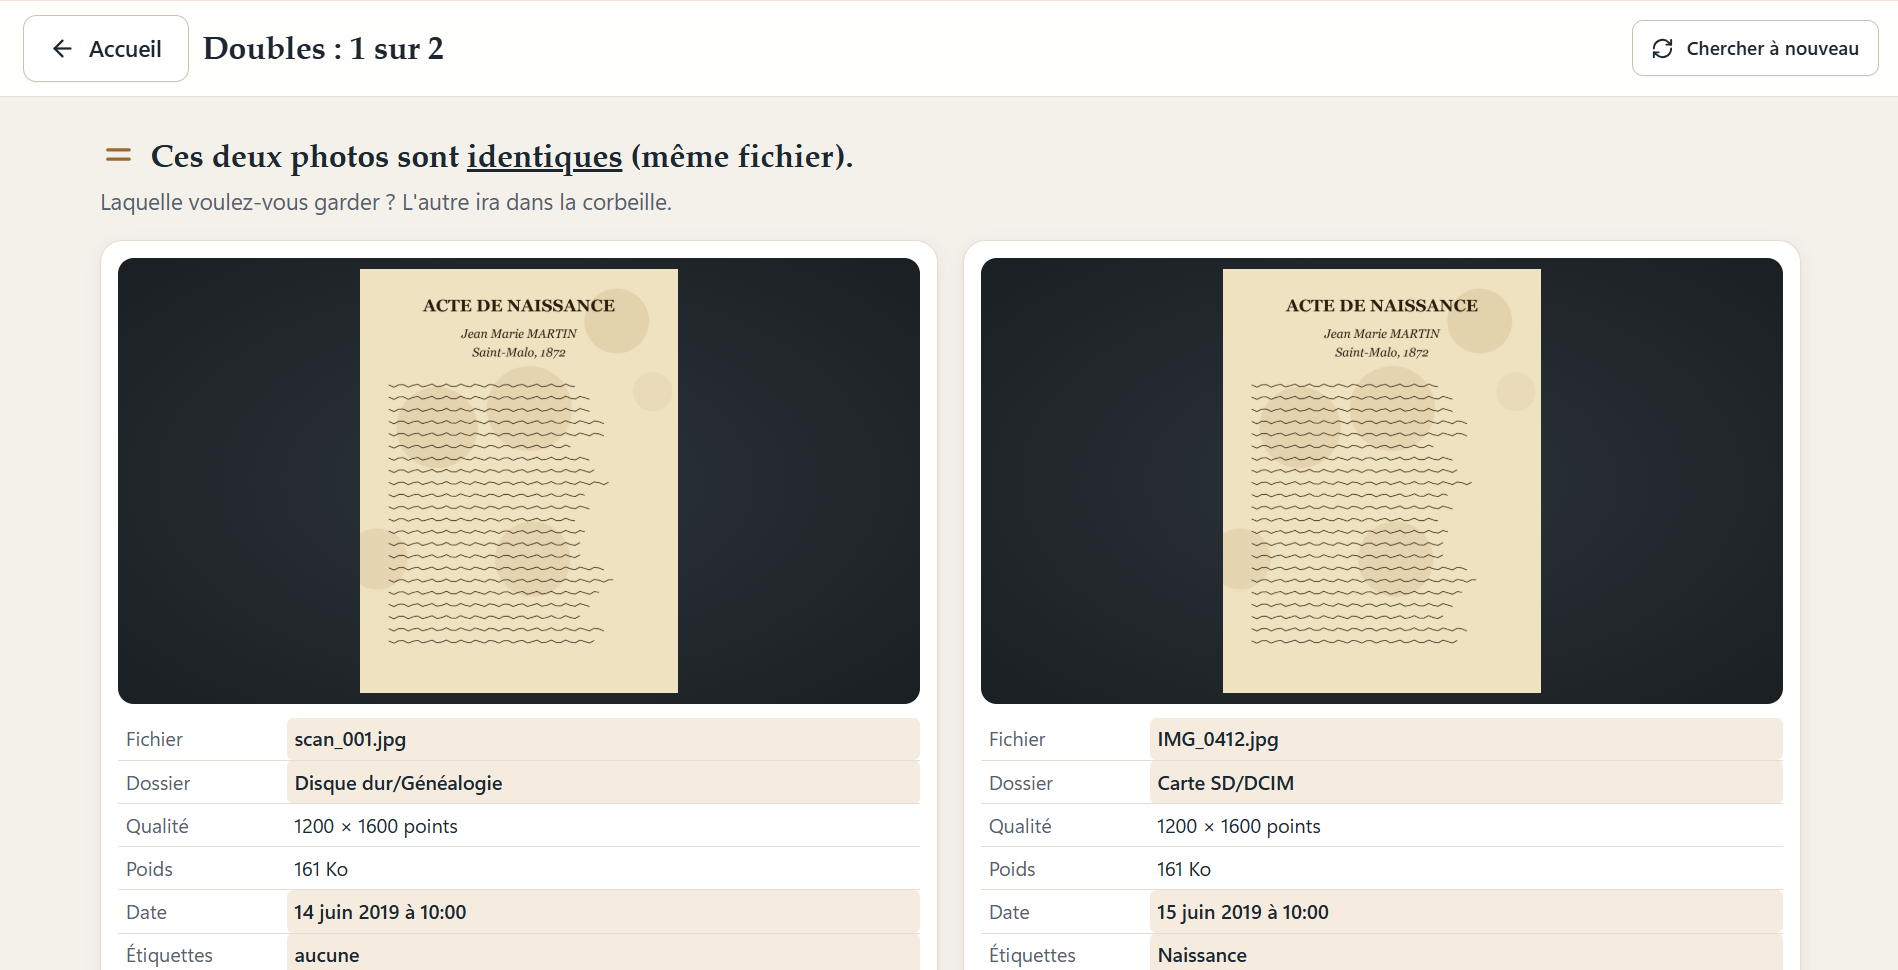 Accueil
Doubles : 1 sur 2
Chercher à nouveau
Ces deux photos sont identiques (même fichier).
Laquelle voulez-vous garder ? L'autre ira dans la corbeille.
ACTE DE NAISSANCE
Jean Marie MARTIN
Saint-Malo, 1872
Fichier scan_001.jpg
Dossier Disque dur/Généalogie
Qualité 1200 × 1600 points
Poids 161 Ko
Date 14 juin 2019 à 10:00
Étiquettes aucune
ACTE DE NAISSANCE
Jean Marie MARTIN
Saint-Malo, 1872
Fichier IMG_0412.jpg
Dossier Carte SD/DCIM
Qualité 1200 × 1600 points
Poids 161 Ko
Date 15 juin 2019 à 10:00
Étiquettes Naissance